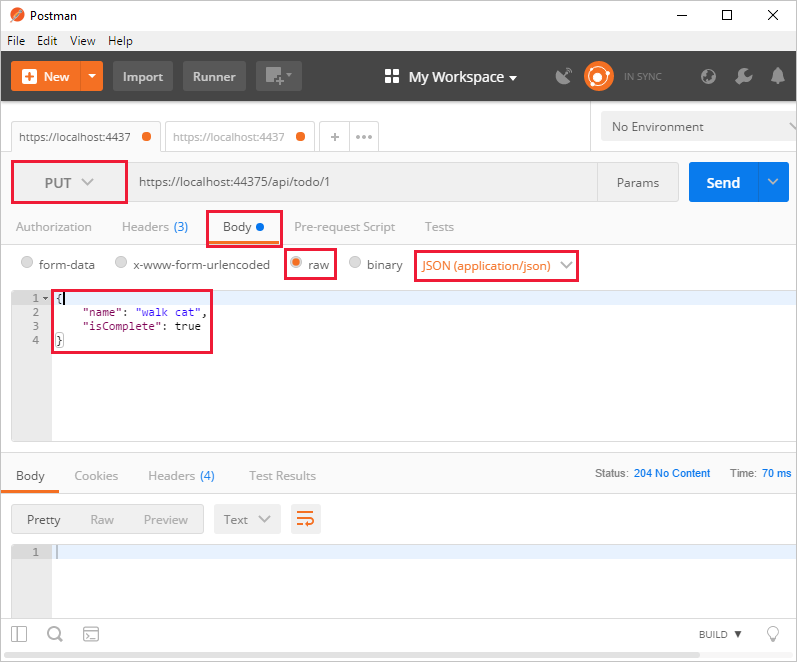 Postman
File Edit View Help
New Import Runner My Workspace IN SYNC
https://localhost:4437 https://localhost:4437 + ••• No Environment
PUT https://localhost:44375/api/todo/1 Params Send
Authorization Headers (3) Body Pre-request Script Tests
form-data x-www-form-urlencoded raw binary JSON (application/json)
1 {
2 "name": "walk cat",
3 "isComplete": true
4 }
Body Cookies Headers (4) Test Results Status: 204 No Content Time: 70 ms
Pretty Raw Preview Text
1
BUILD